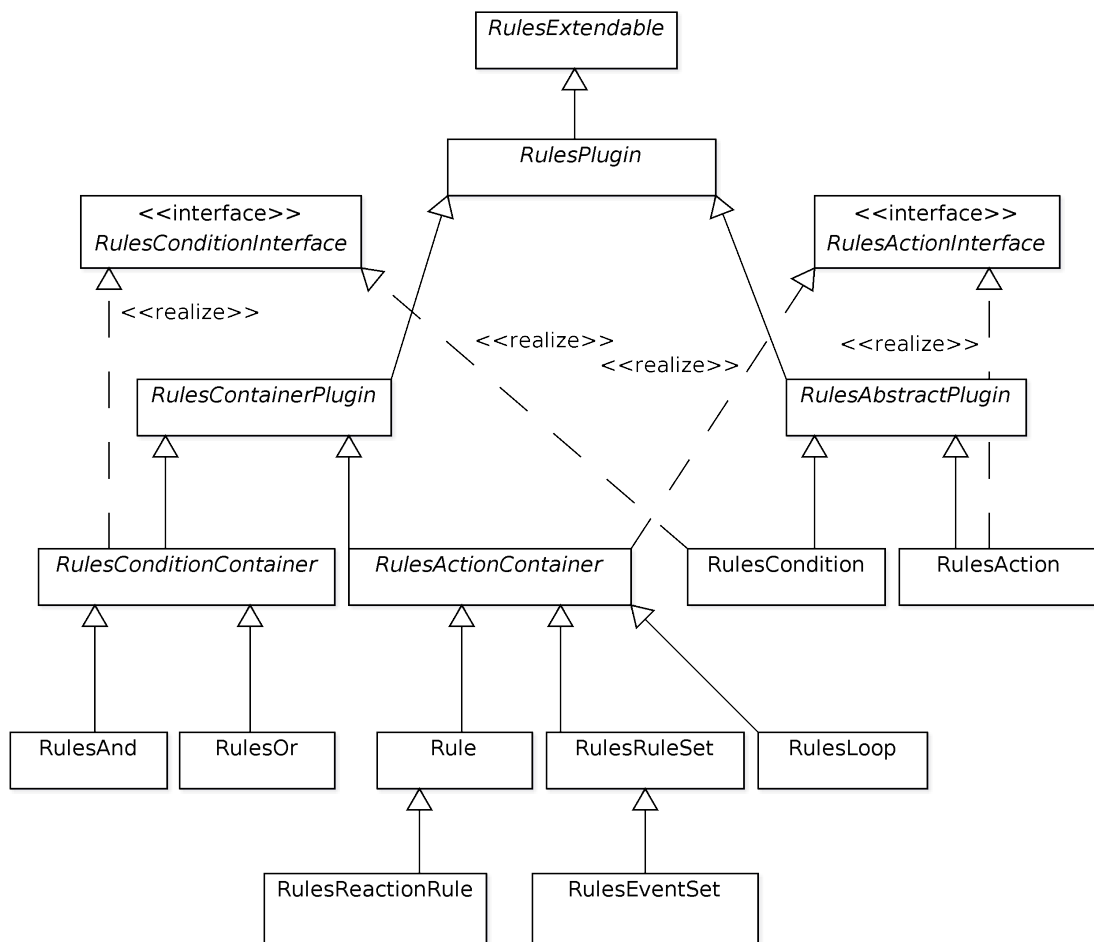 RulesExtendable
RulesPlugin
<<interface>>
RulesConditionInterface
<<interface>>
RulesActionInterface
<<realize>>
<<realize>>
<<realize>>
<<realize>>
RulesContainerPlugin
RulesAbstractPlugin
RulesConditionContainer
RulesActionContainer
RulesCondition
RulesAction
RulesAnd
RulesOr
Rule
RulesRuleSet
RulesLoop
RulesReactionRule
RulesEventSet